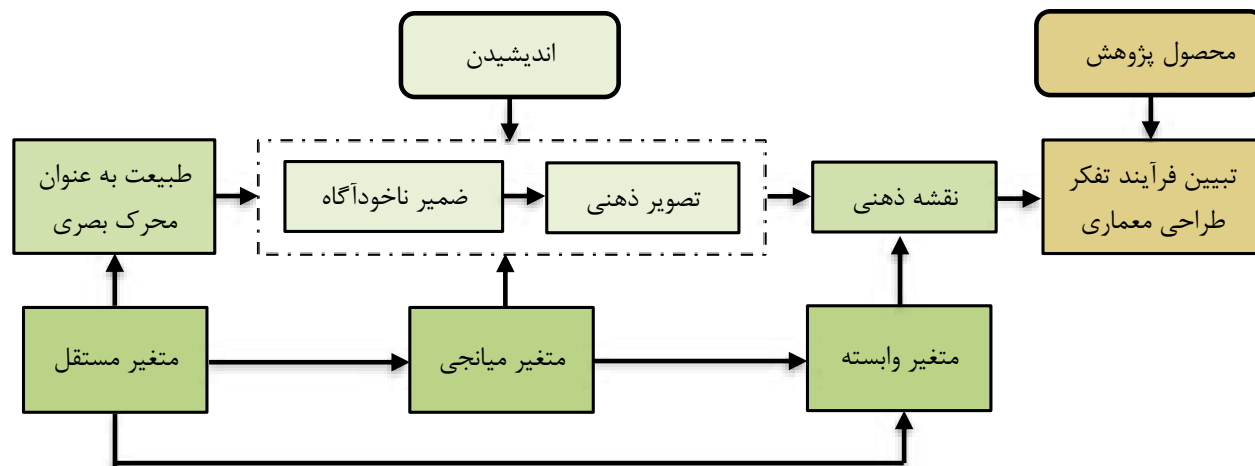 اندیشیدن
محصول پژوهش
طبیعت به عنوان
محرک بصری
ضمیر ناخودآگاه
تصویر ذهنی
نقشه ذهنی
تبیین فرآیند تفکر
طراحی معماری
متغیر مستقل
متغیر میانجی
متغیر وابسته